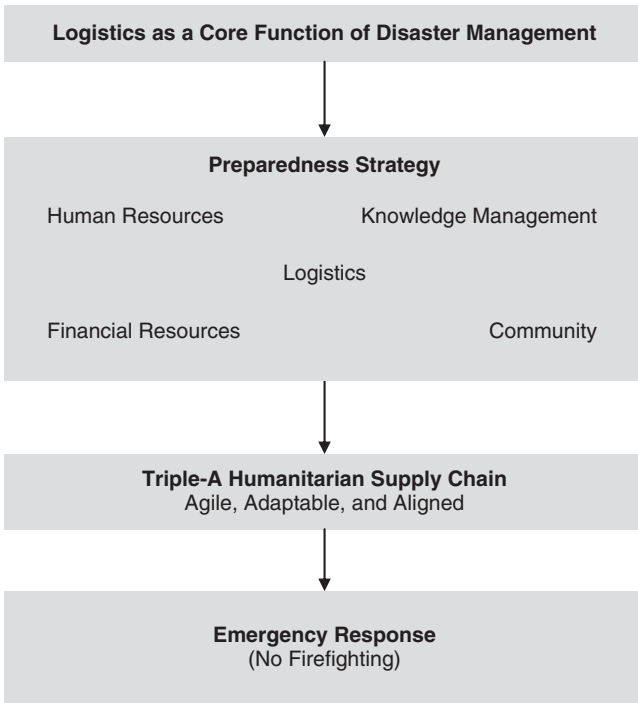 Logistics as a Core Function of Disaster Management
Preparedness Strategy
Human Resources Knowledge Management
Logistics
Financial Resources Community
Triple-A Humanitarian Supply Chain
Agile, Adaptable, and Aligned
Emergency Response
(No Firefighting)